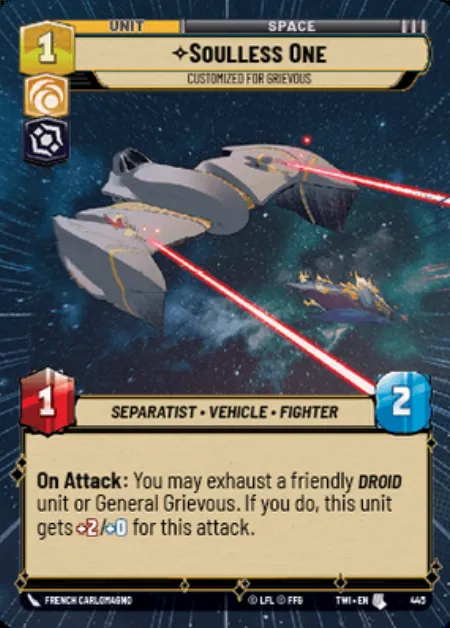 UNIT SPACE
1
SOULLESS ONE
CUSTOMIZED FOR GRIEVOUS
1
SEPARATIST • VEHICLE • FIGHTER
2
On Attack: You may exhaust a friendly DROID
unit or General Grievous. If you do, this unit
gets +2/+0 for this attack.
FRENCH CARLOMAGNO
© LFL © FFG
TWI • EN
445